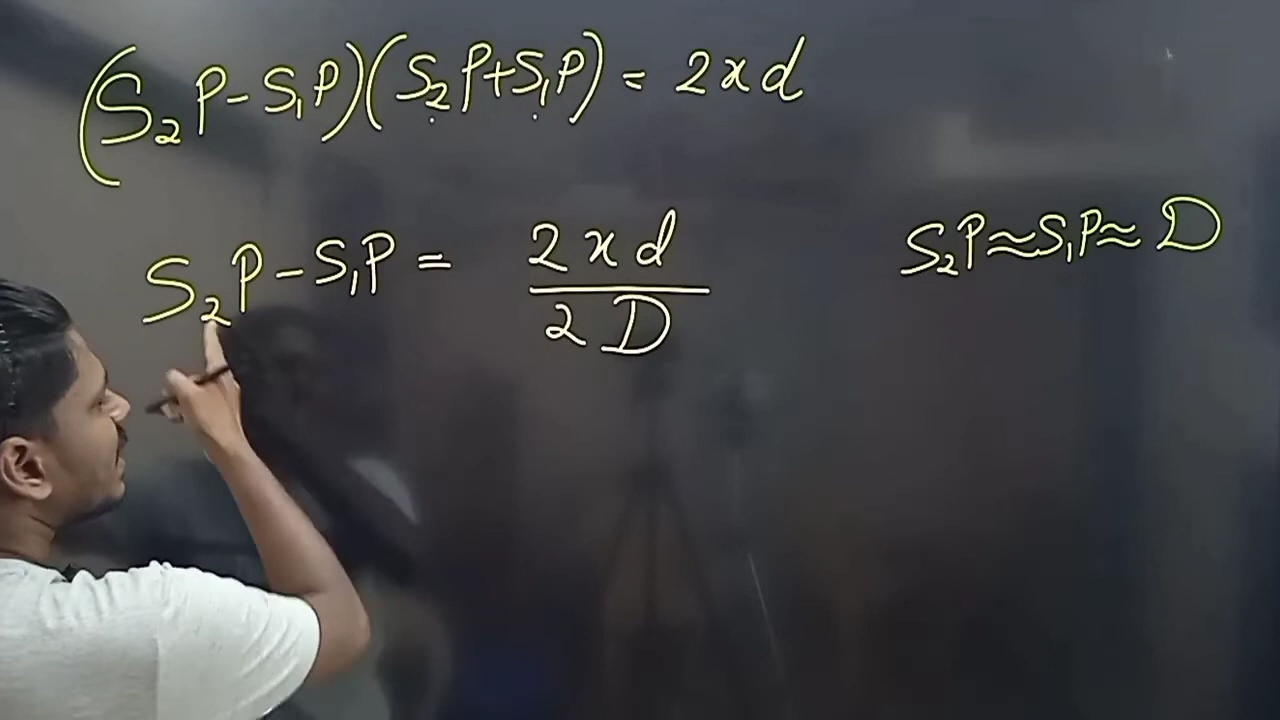 (S₂P - S₁P)(S₂P + S₁P) = 2xd
S₂P - S₁P = 2xd / 2D
S₂P ≈ S₁P ≈ D